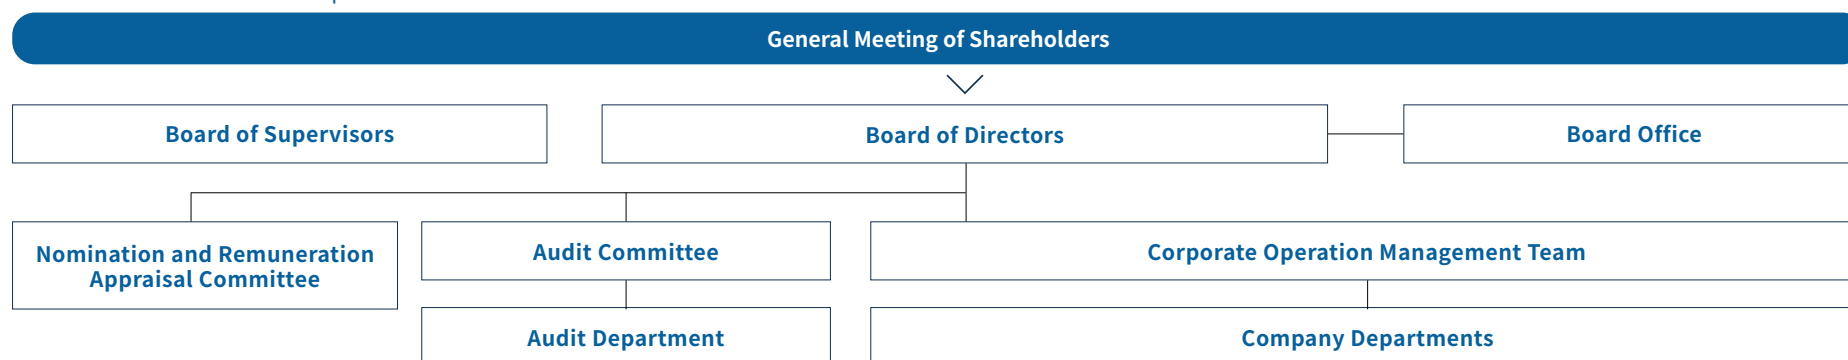 General Meeting of Shareholders
Board of Supervisors
Board of Directors
Board Office
Nomination and Remuneration
Appraisal Committee
Audit Committee
Corporate Operation Management Team
Audit Department
Company Departments